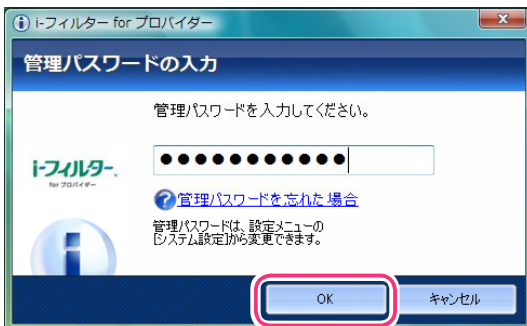 i-フィルター for プロバイダー
管理パスワードの入力
管理パスワードを入力してください。
●●●●●●●●●●●
i-フィルター®
for プロバイダー
管理パスワードを忘れた場合
管理パスワードは、設定メニューの
[システム設定]から変更できます。
OK
キャンセル